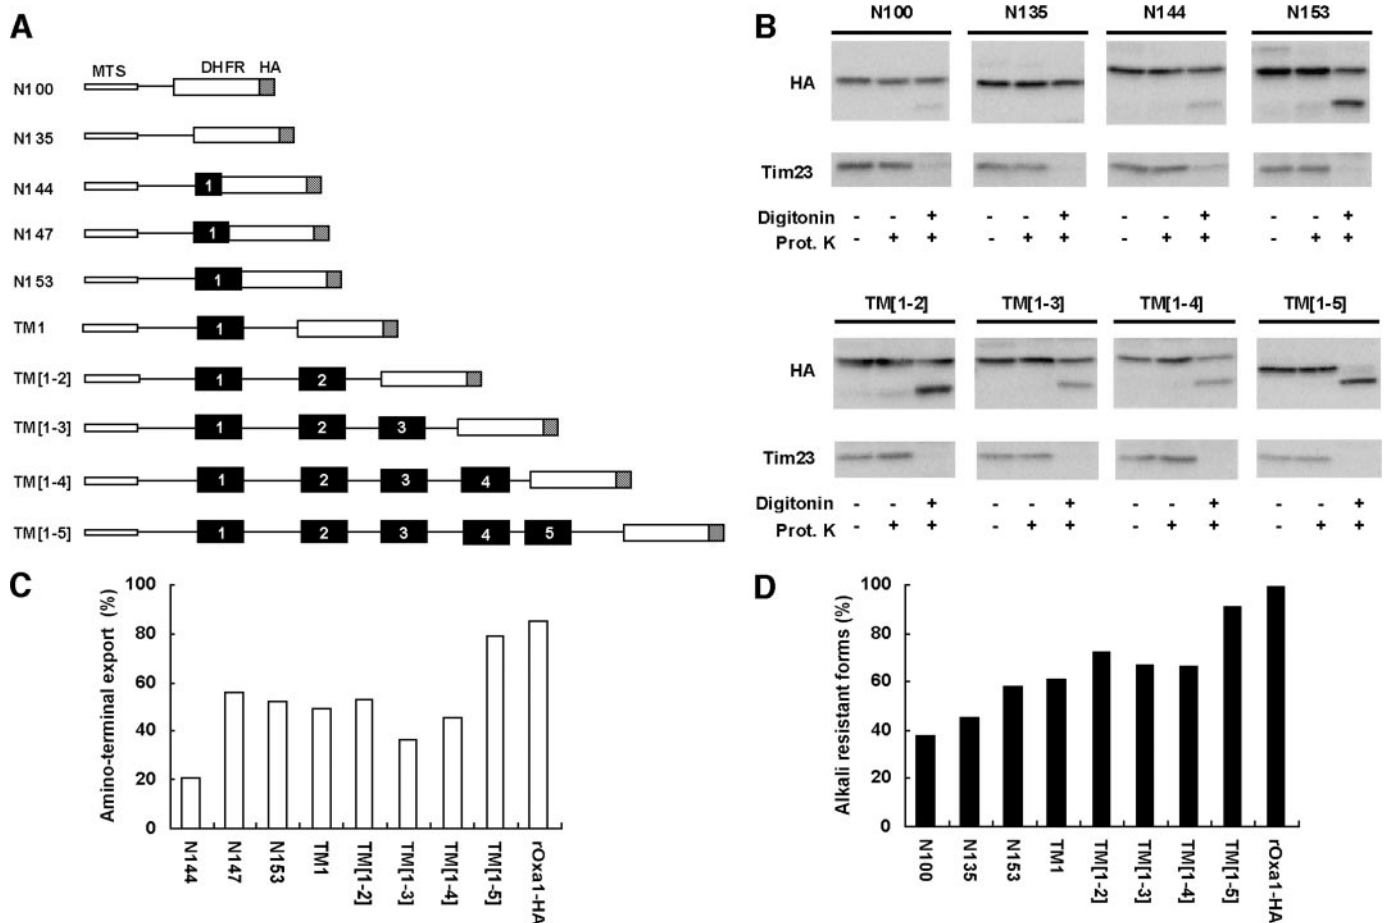 A
MTS DHFR HA
N100
N135
N144 1
N147 1
N153 1
TM1 1
TM[1-2] 1 2
TM[1-3] 1 2 3
TM[1-4] 1 2 3 4
TM[1-5] 1 2 3 4 5
B
N100 N135 N144 N153
HA
Tim23
Digitonin - - + - - + - - + - - +
Prot. K - + + - + + - + + - + +
TM[1-2] TM[1-3] TM[1-4] TM[1-5]
HA
Tim23
Digitonin - - + - - + - - + - - +
Prot. K - + + - + + - + + - + +
C
Amino-terminal export (%)
100
80
60
40
20
0
N144 N147 N153 TM1 TM[1-2] TM[1-3] TM[1-4] TM[1-5] rOxa1-HA
D
Alkali resistant forms (%)
100
80
60
40
20
0
N100 N135 N153 TM1 TM[1-2] TM[1-3] TM[1-4] TM[1-5] rOxa1-HA